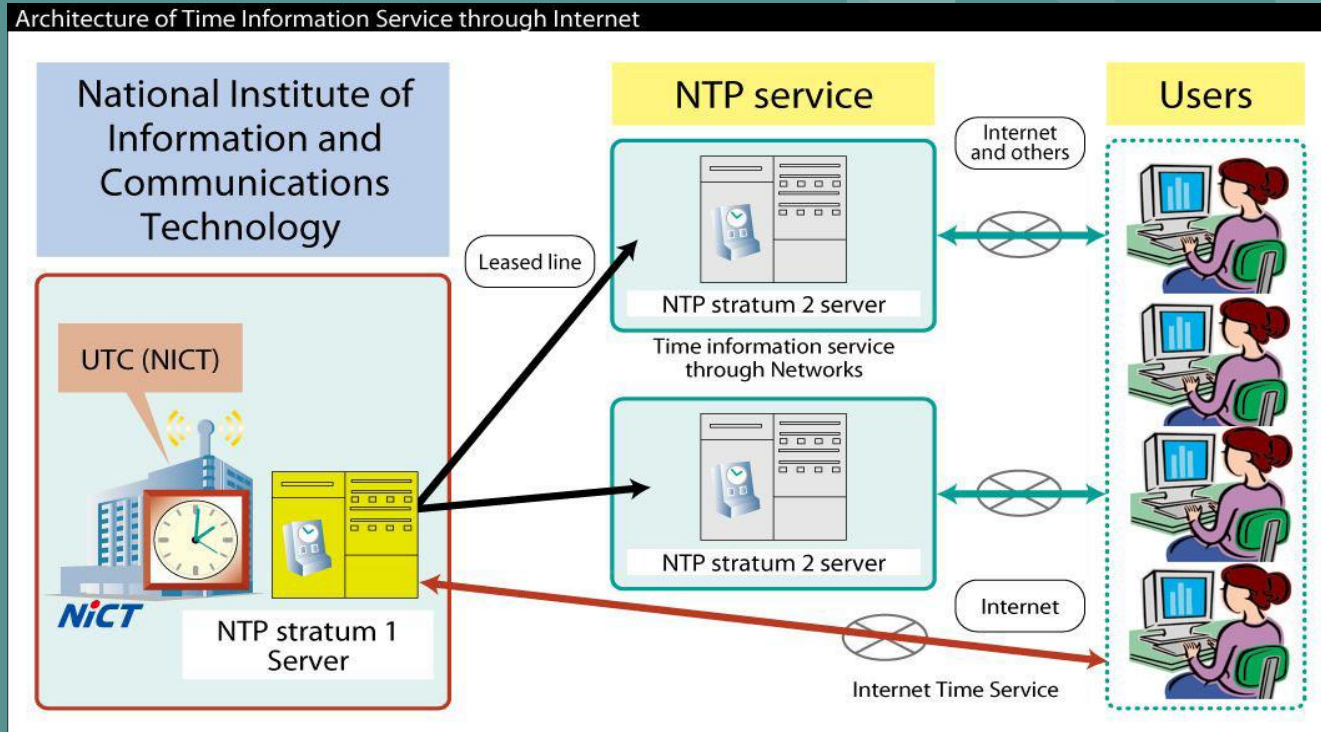 Architecture of Time Information Service through Internet
National Institute of
Information and
Communications
Technology
NTP service
Users
Internet
and others
Leased line
NTP stratum 2 server
Time information service
through Networks
UTC (NICT)
NTP stratum 2 server
NiCT
NTP stratum 1
Server
Internet
Internet Time Service